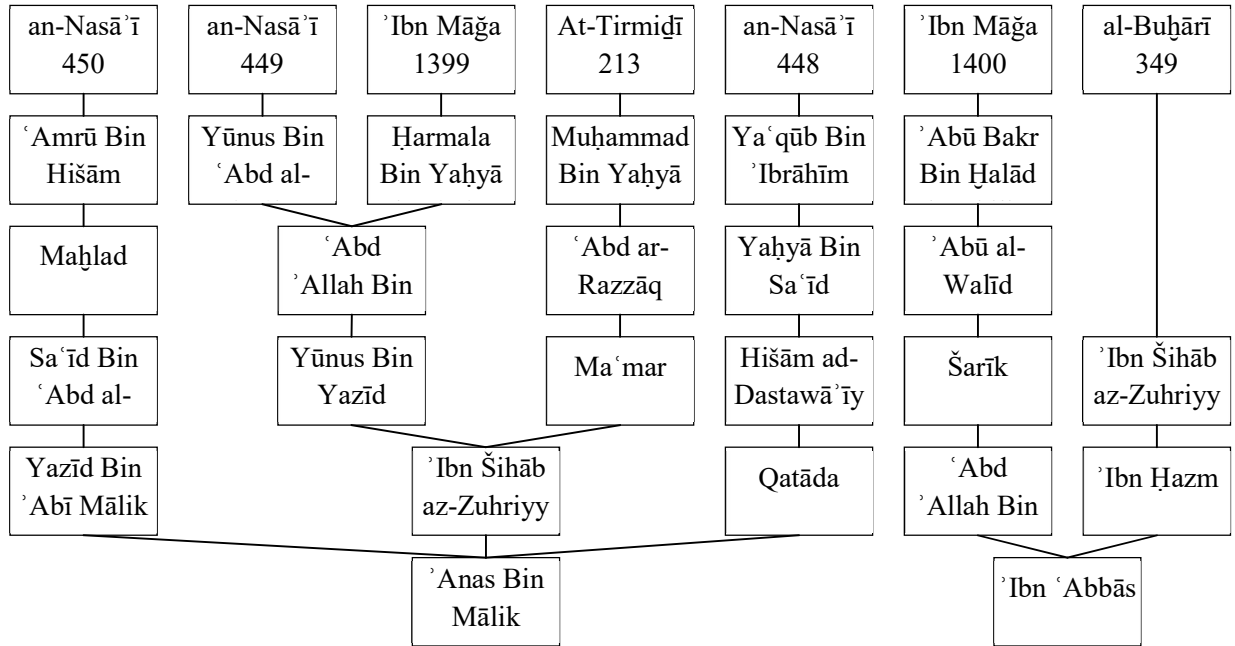 an-Nasāʾī
450
an-Nasāʾī
449
ʾIbn Māǧa
1399
At-Tirmiḏī
213
an-Nasāʾī
448
ʾIbn Māǧa
1400
al-Buḫārī
349
ʿAmrū Bin
Hišām
Yūnus Bin
ʿAbd al-
Ḥarmala
Bin Yaḥyā
Muḥammad
Bin Yaḥyā
Yaʿqūb Bin
ʾIbrāhīm
ʾAbū Bakr
Bin Ḫalād
Maḫlad
ʿAbd
ʾAllah Bin
ʿAbd ar-
Razzāq
Yaḥyā Bin
Saʿīd
ʾAbū al-
Walīd
Saʿīd Bin
ʿAbd al-
Yūnus Bin
Yazīd
Maʿmar
Hišām ad-
Dastawāʾīy
Šarīk
ʾIbn Šihāb
az-Zuhriyy
Yazīd Bin
ʾAbī Mālik
ʾIbn Šihāb
az-Zuhriyy
Qatāda
ʿAbd
ʾAllah Bin
ʾIbn Ḥazm
ʾAnas Bin
Mālik
ʾIbn ʿAbbās